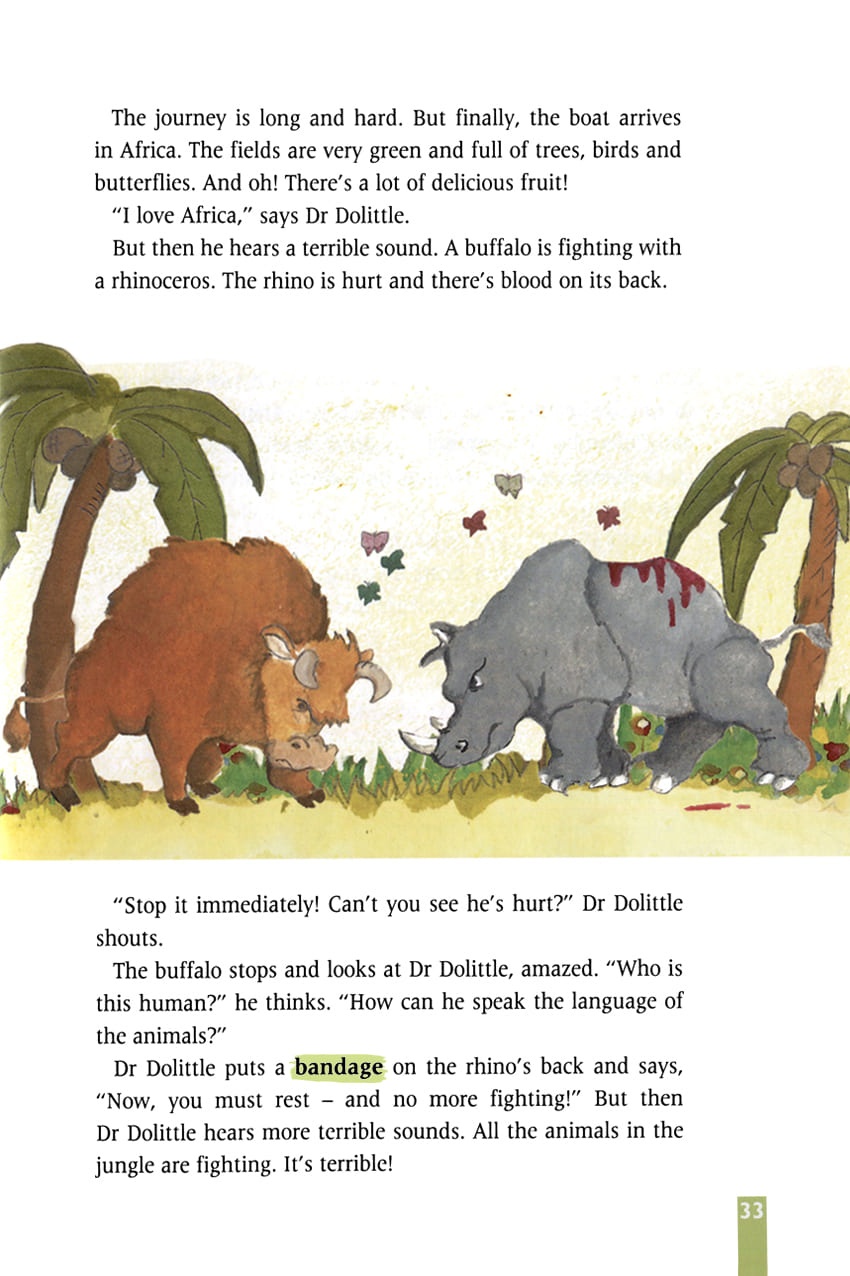 The journey is long and hard. But finally, the boat arrives
in Africa. The fields are very green and full of trees, birds and
butterflies. And oh! There's a lot of delicious fruit!
“I love Africa,” says Dr Dolittle.
But then he hears a terrible sound. A buffalo is fighting with
a rhinoceros. The rhino is hurt and there's blood on its back.
“Stop it immediately! Can't you see he's hurt?” Dr Dolittle
shouts.
The buffalo stops and looks at Dr Dolittle, amazed. “Who is
this human?” he thinks. “How can he speak the language of
the animals?”
Dr Dolittle puts a bandage on the rhino's back and says,
“Now, you must rest – and no more fighting!” But then
Dr Dolittle hears more terrible sounds. All the animals in the
jungle are fighting. It's terrible!
33